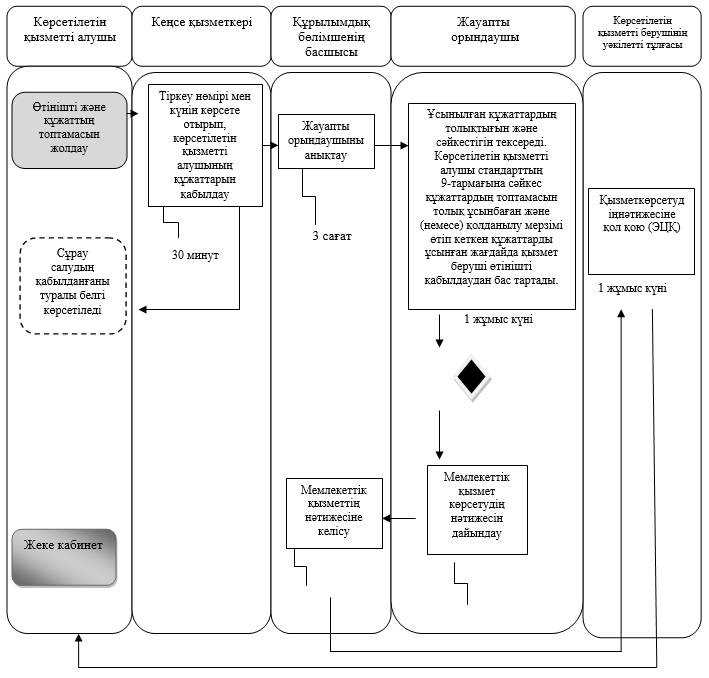 Көрсетілетін
қызметті алушы
Кеңсе қызметкері
Құрылымдық
бөлімшенің
басшысы
Жауапты
орындаушы
Көрсетілетін
қызметті берушінің
уәкілетті тұлғасы
Өтінішті және
құжаттың
топтамасын
жолдау
Тіркеу нөмірі мен
күнін көрсете
отырып,
көрсетілетін
қызметті
алушының
құжаттарын
қабылдау
30 минут
Жауапты
орындаушыны
анықтау
3 сағат
Ұсынылған құжаттардың
толықтығын және
сәйкестігін тексереді.
Көрсетілетін қызметті
алушы стандарттың
9-тармағына сәйкес
құжаттардың топтамасын
толық ұсынбаған және
(немесе) қолданылу мерзімі
өтіп кеткен құжаттарды
ұсынған жағдайда қызмет
беруші өтінішті
қабылдаудан бас тартады.
1 жұмыс күні
Қызметкөрсетуд
іңнәтижесіне
қол қою (ЭЦҚ)
1 жұмыс күні
Сұрау
салудың
қабылданғаны
туралы белгі
көрсетіледі
Мемлекеттік
қызмет
көрсетудің
нәтижесін
дайындау
Мемлекеттік
қызметтің
нәтижесіне
келісу
Жеке кабинет